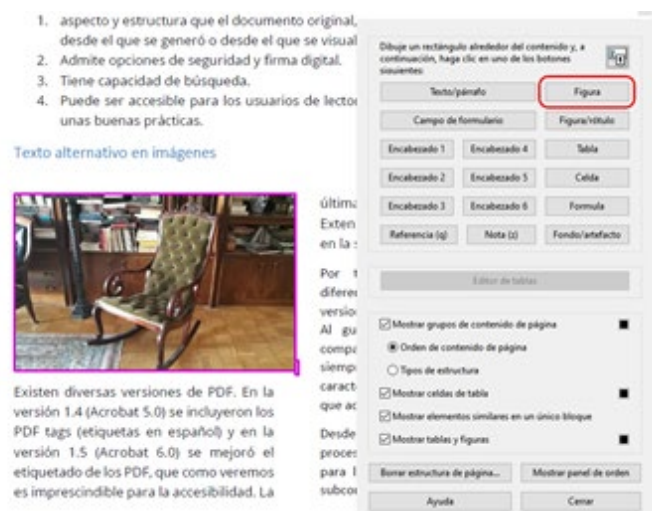 1. aspecto y estructura que el documento original,
desde el que se generó o desde el que se visual
2. Admite opciones de seguridad y firma digital.
3. Tiene capacidad de búsqueda.
4. Puede ser accesible para los usuarios de lector
unas buenas prácticas.
Texto alternativo en imágenes
Existen diversas versiones de PDF. En la
versión 1.4 (Acrobat 5.0) se incluyeron los
PDF tags (etiquetas en español) y en la
versión 1.5 (Acrobat 6.0) se mejoró el
etiquetado de los PDF, que como veremos
es imprescindible para la accesibilidad. La
última
Exten
en la s
Por t
difere
versio
Al gu
compa
siemp
caract
que ac
Desde
proces
para l
subcon
Dibuje un rectángulo alrededor del contenido y, a
continuación, haga clic en uno de los botones
siguientes:
Texto/párrafo Figura
Campo de formulario Figura/rótulo
Encabezado 1 Encabezado 4 Tabla
Encabezado 2 Encabezado 5 Celda
Encabezado 3 Encabezado 6 Formula
Referencia (q) Nota (z) Fondo/artefacto
Editor de tablas
Mostrar grupos de contenido de página
Orden de contenido de página
Tipos de estructura
Mostrar celdas de tabla
Mostrar elementos similares en un único bloque
Mostrar tablas y figuras
Borrar estructura de página... Mostrar panel de orden
Ayuda Cerrar